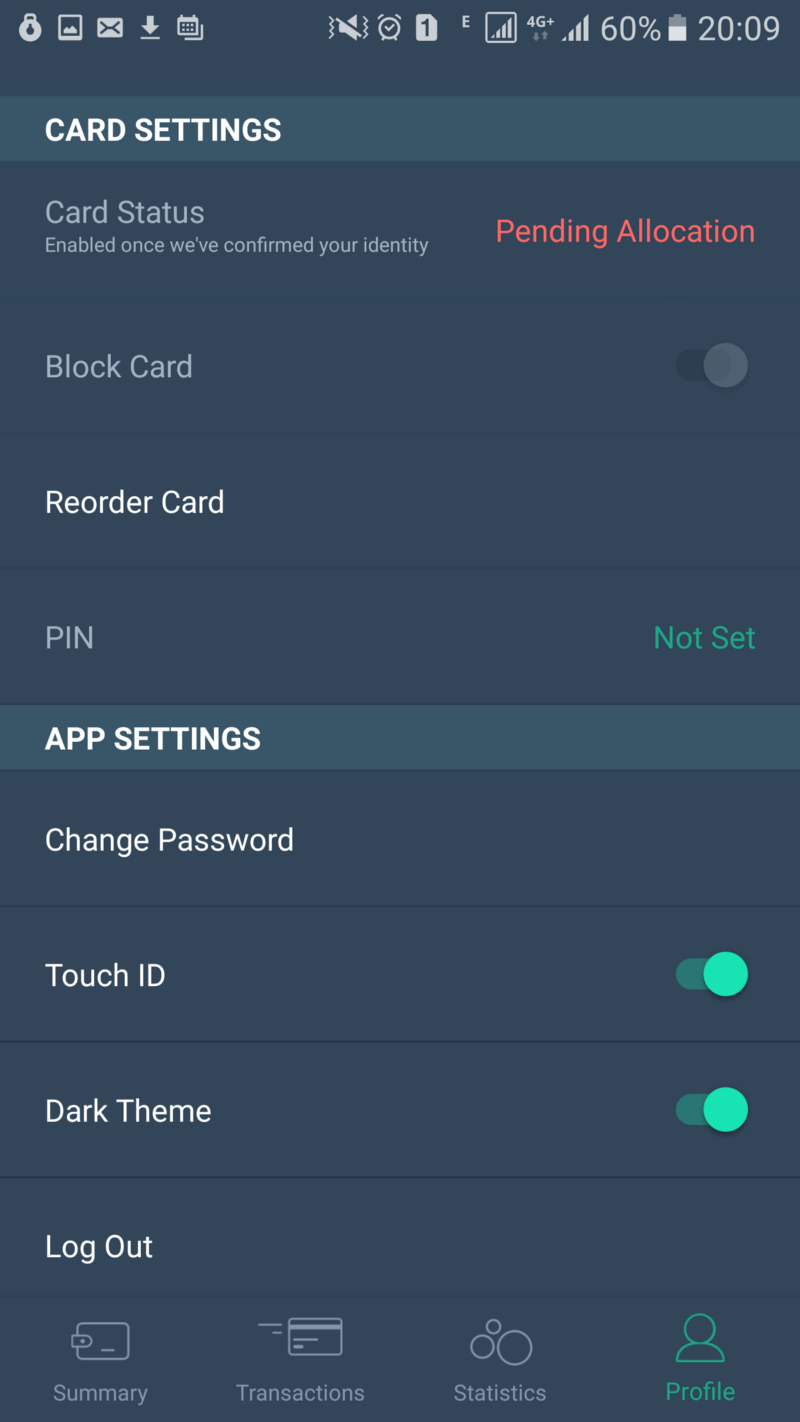 1 E 4G+ 60% 20:09
CARD SETTINGS
Card Status
Enabled once we've confirmed your identity
Pending Allocation
Block Card
Reorder Card
PIN
Not Set
APP SETTINGS
Change Password
Touch ID
Dark Theme
Log Out
Summary
Transactions
Statistics
Profile